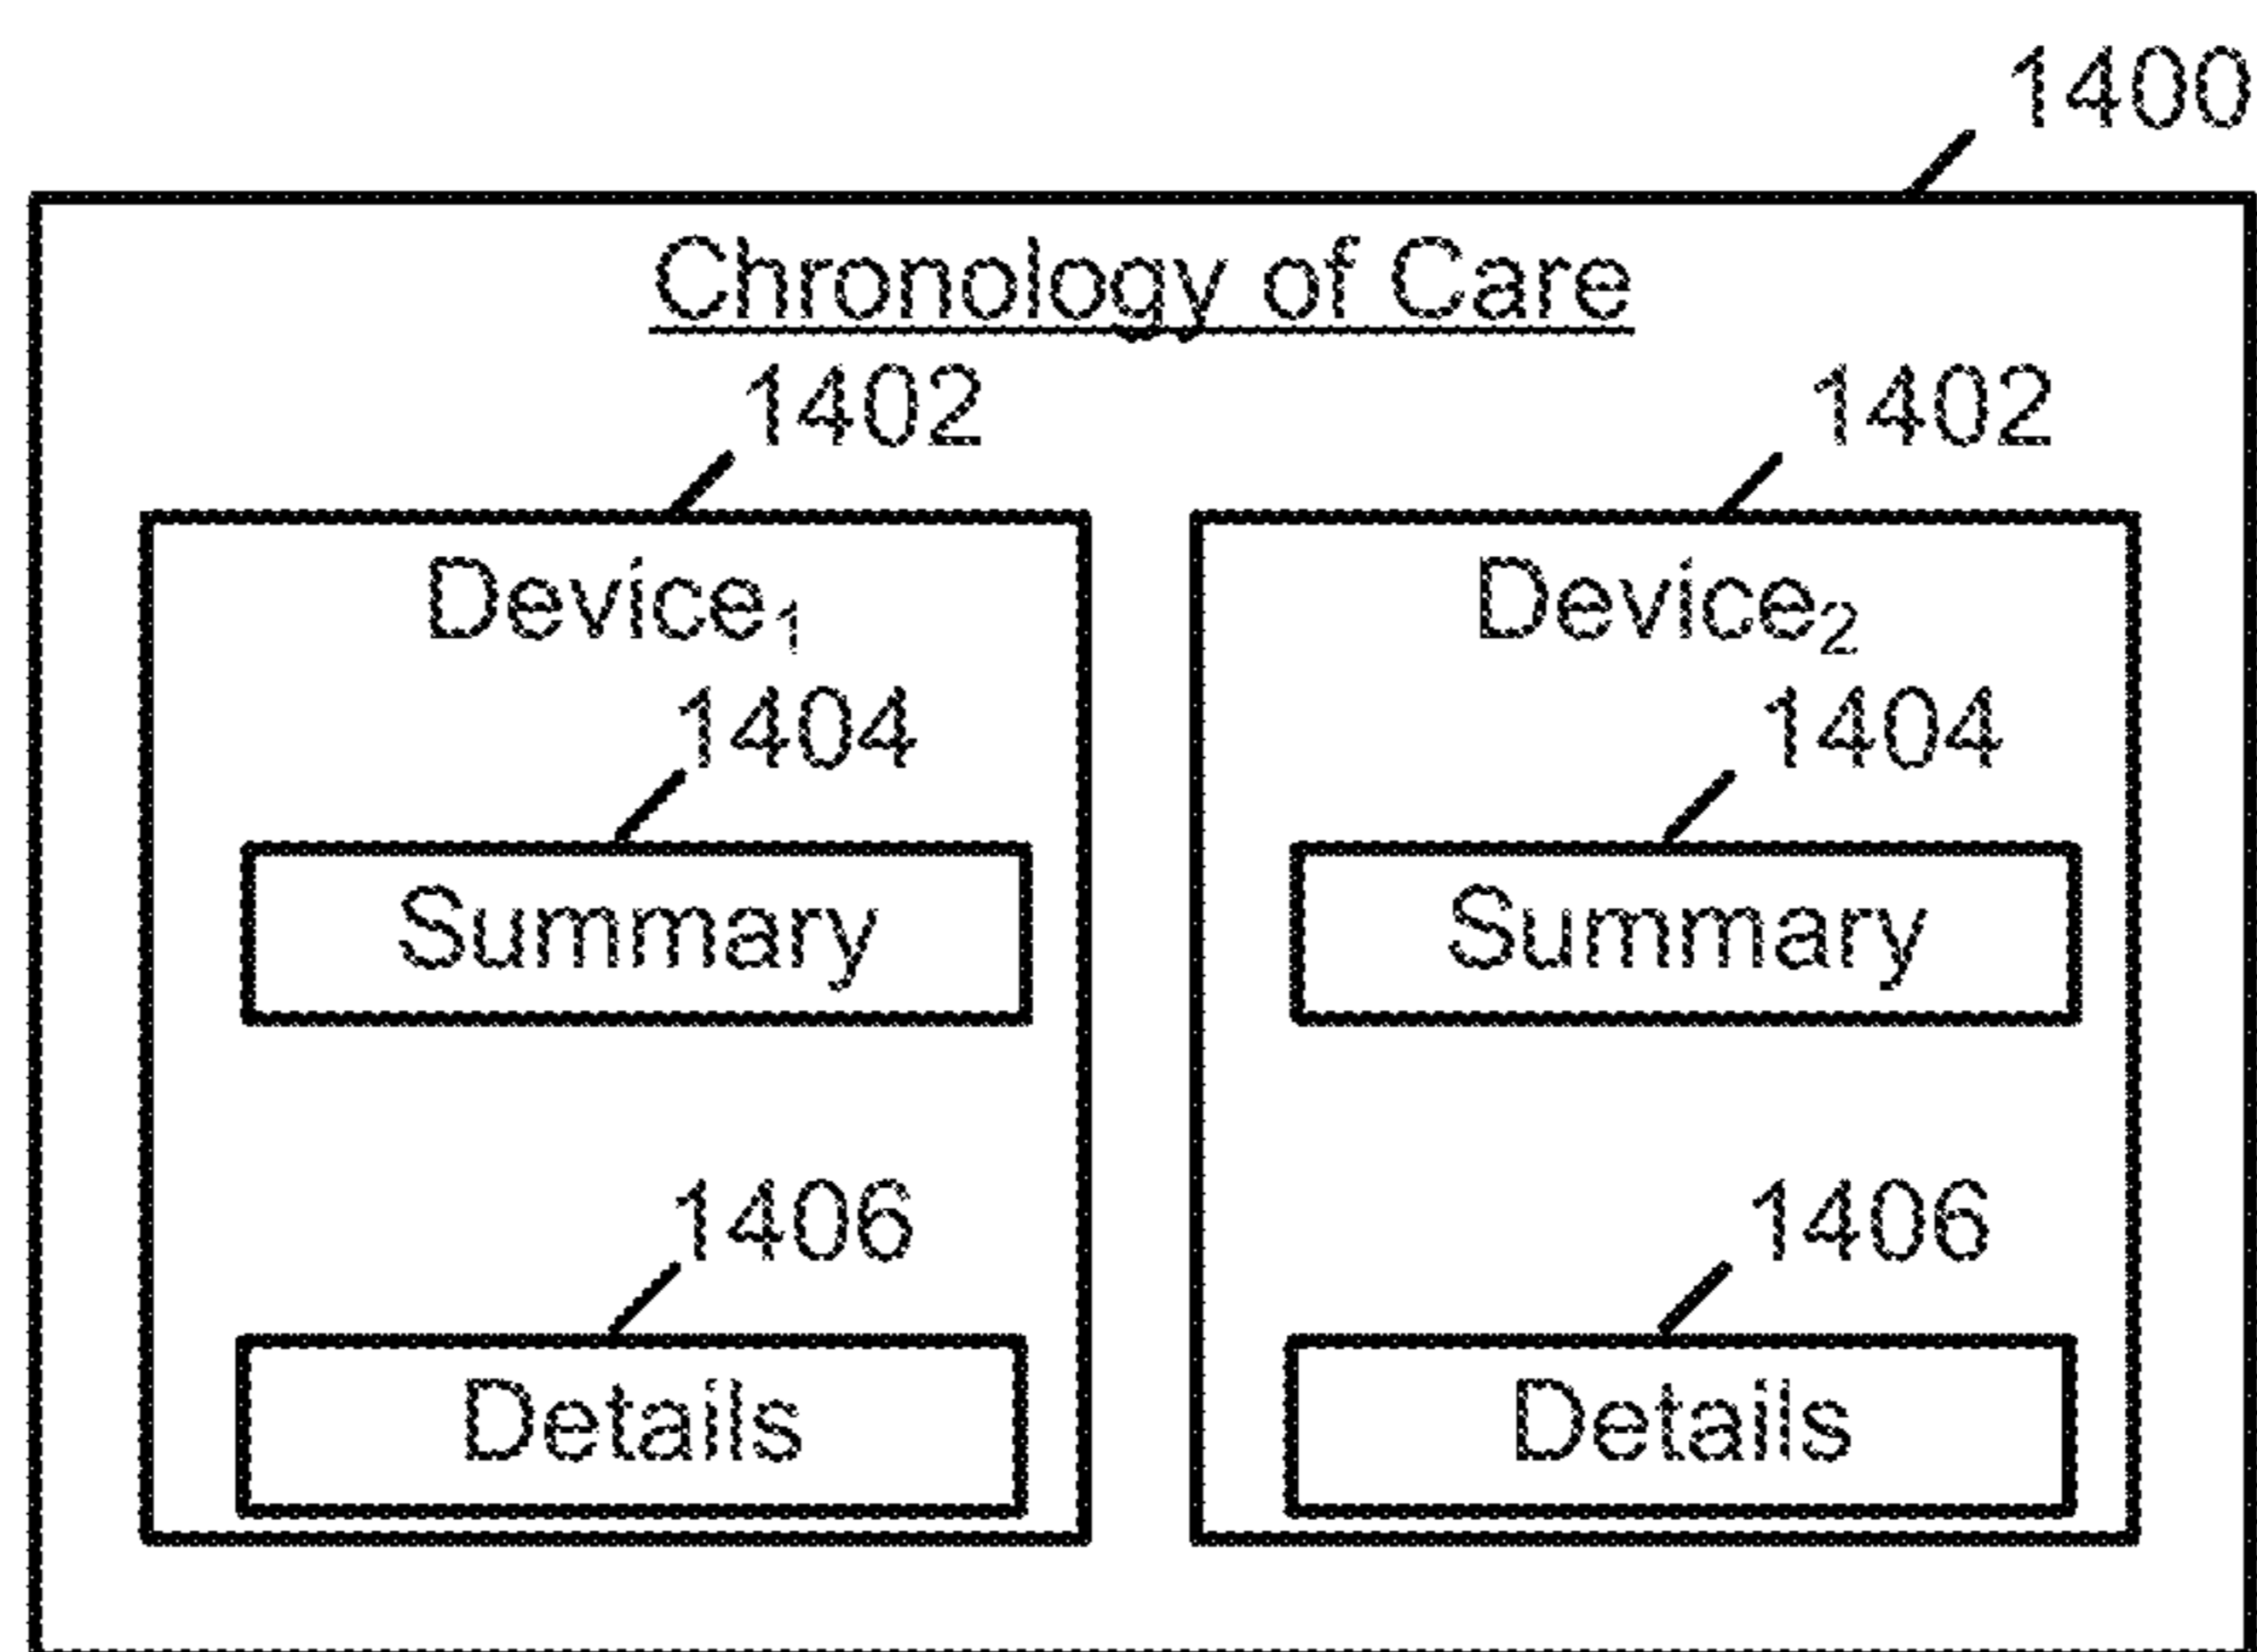 1400
Chronology of Care
1402 1402
Device₁ Device₂
1404 1404
Summary Summary
1406 1406
Details Details